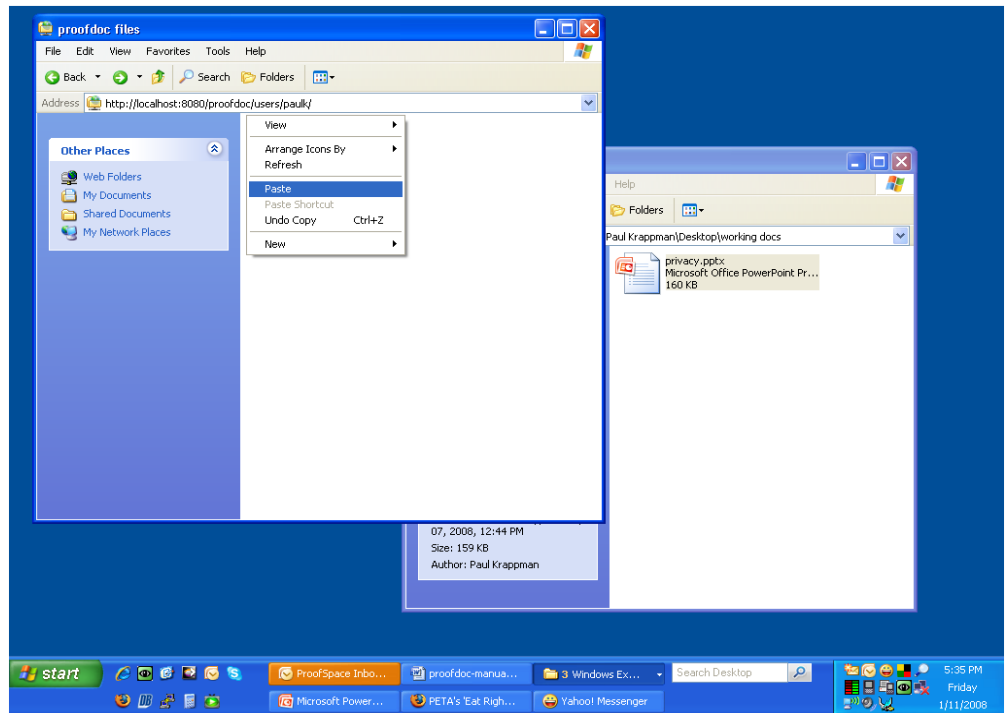 proofdoc files
File Edit View Favorites Tools Help
Back Search Folders
Address http://localhost:8080/proofdoc/users/paulk/
Other Places
Web Folders
My Documents
Shared Documents
My Network Places
View
Arrange Icons By
Refresh
Paste
Paste Shortcut
Undo Copy Ctrl+Z
New
Help
Folders
Paul Krappman\Desktop\working docs
privacy.pptx
Microsoft Office PowerPoint Pr...
160 KB
07, 2008, 12:44 PM
Size: 159 KB
Author: Paul Krappman
start
ProofSpace Inbo...
proofdoc-manua...
3 Windows Ex...
Search Desktop
Microsoft Power...
PETA's 'Eat Righ...
Yahoo! Messenger
5:35 PM
Friday
1/11/2008